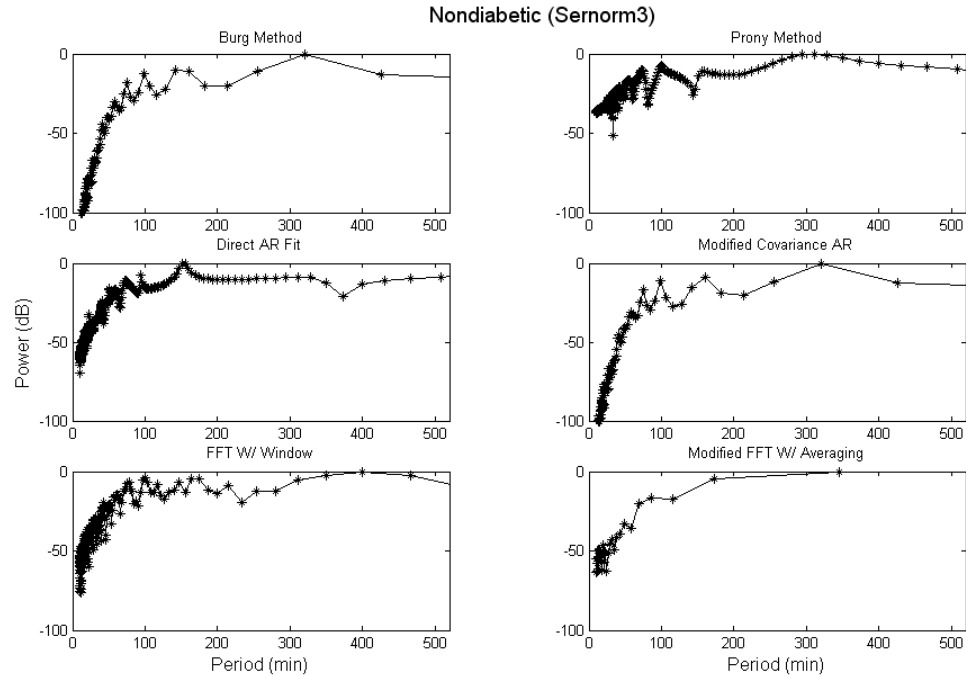 Nondiabetic (Sernorm3)
Burg Method
0
-50
-100
0 100 200 300 400 500
Prony Method
0
-50
-100
0 100 200 300 400 500
Direct AR Fit
0
-50
-100
0 100 200 300 400 500
Power (dB)
Modified Covariance AR
0
-50
-100
0 100 200 300 400 500
FFT W/ Window
0
-50
-100
0 100 200 300 400 500
Period (min)
Modified FFT W/ Averaging
0
-50
-100
0 100 200 300 400 500
Period (min)